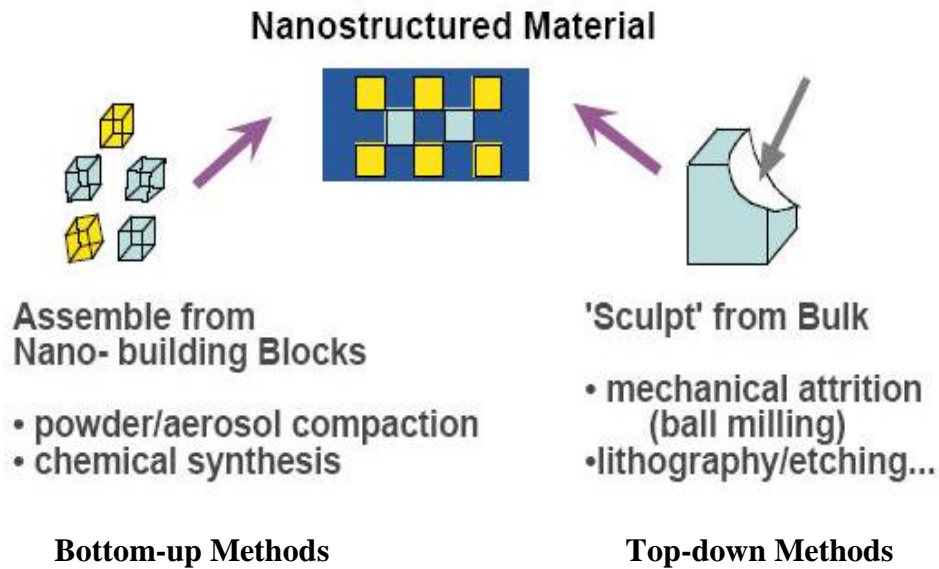 Nanostructured Material
Assemble from
Nano- building Blocks
• powder/aerosol compaction
• chemical synthesis
'Sculpt' from Bulk
• mechanical attrition
(ball milling)
•lithography/etching...
Bottom-up Methods
Top-down Methods